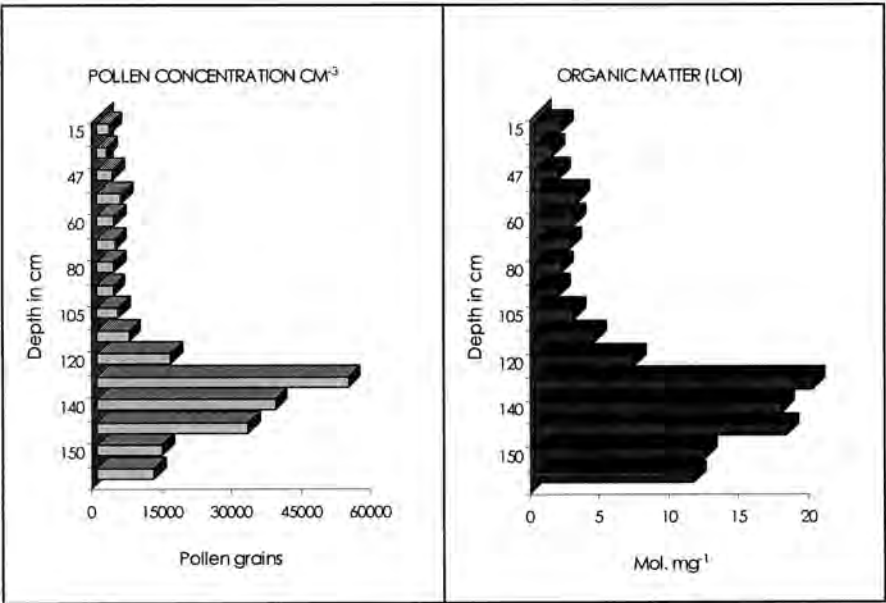 POLLEN CONCENTRATION CM-3
15
47
60
80
105
120
140
150
Depth in cm
0 15000 30000 45000 60000
Pollen grains
ORGANIC MATTER (LOI)
15
47
60
80
105
120
140
150
Depth in cm
0 5 10 15 20
Mol. mg-1